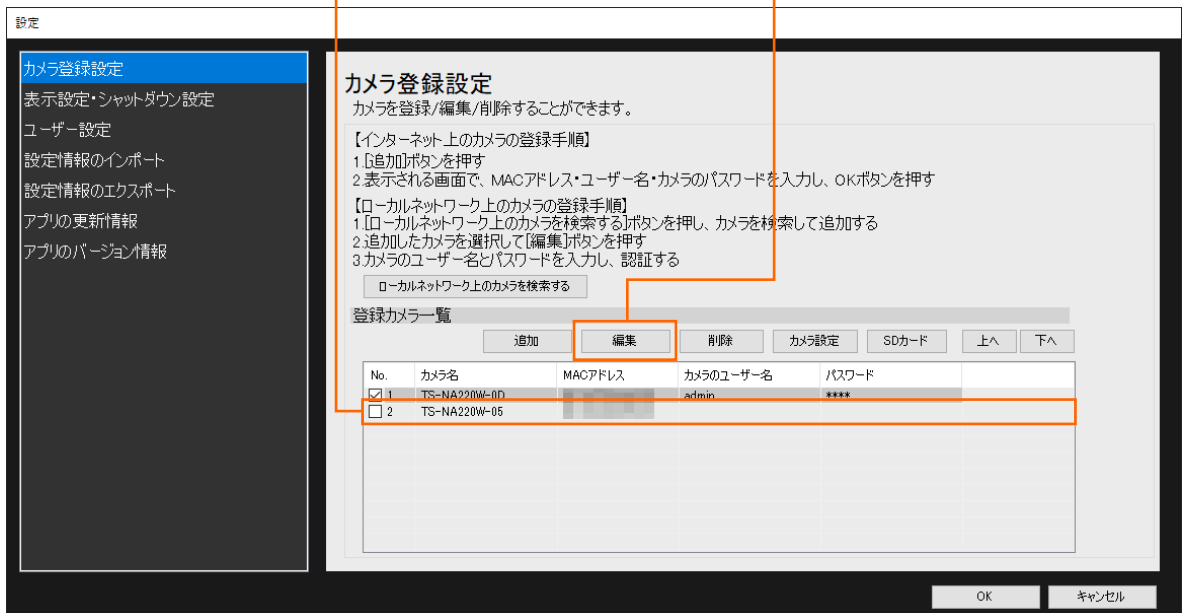 設定
カメラ登録設定
表示設定・シャットダウン設定
ユーザー設定
設定情報のインポート
設定情報のエクスポート
アプリの更新情報
アプリのバージョン情報
カメラ登録設定
カメラを登録/編集/削除することができます。
【インターネット上のカメラの登録手順】
1.[追加]ボタンを押す
2.表示される画面で、MACアドレス・ユーザー名・カメラのパスワードを入力し、OKボタンを押す
【ローカルネットワーク上のカメラの登録手順】
1.[ローカルネットワーク上のカメラを検索する]ボタンを押し、カメラを検索して追加する
2.追加したカメラを選択して[編集]ボタンを押す
3.カメラのユーザー名とパスワードを入力し、認証する
ローカルネットワーク上のカメラを検索する
登録カメラ一覧
追加 編集 削除 カメラ設定 SDカード 上へ 下へ
No. カメラ名 MACアドレス カメラのユーザー名 パスワード
1 TS-NA220W-0D admin ****
2 TS-NA220W-05
OK キャンセル